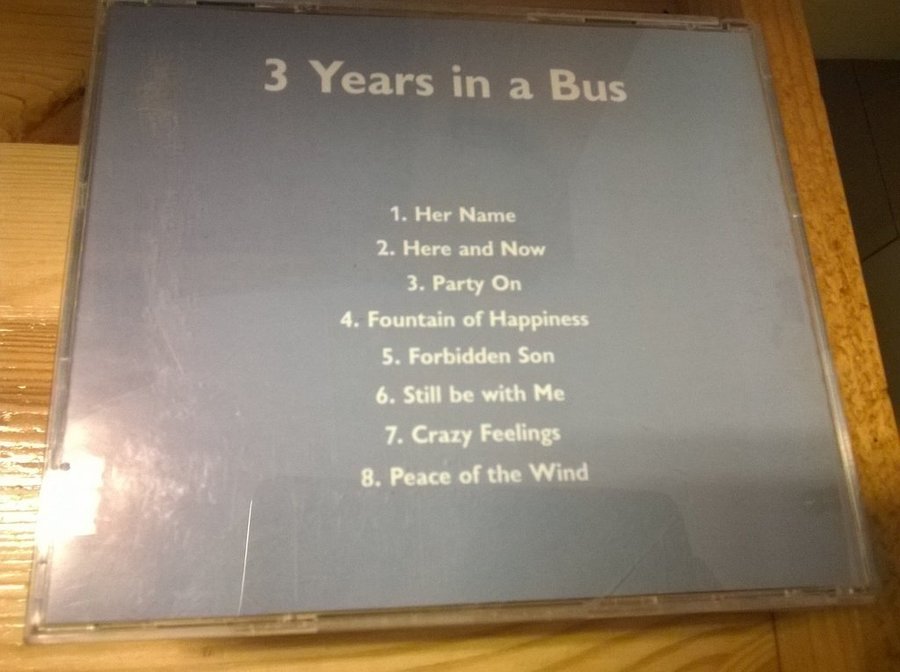 3 Years in a Bus
1. Her Name
2. Here and Now
3. Party On
4. Fountain of Happiness
5. Forbidden Son
6. Still be with Me
7. Crazy Feelings
8. Peace of the Wind